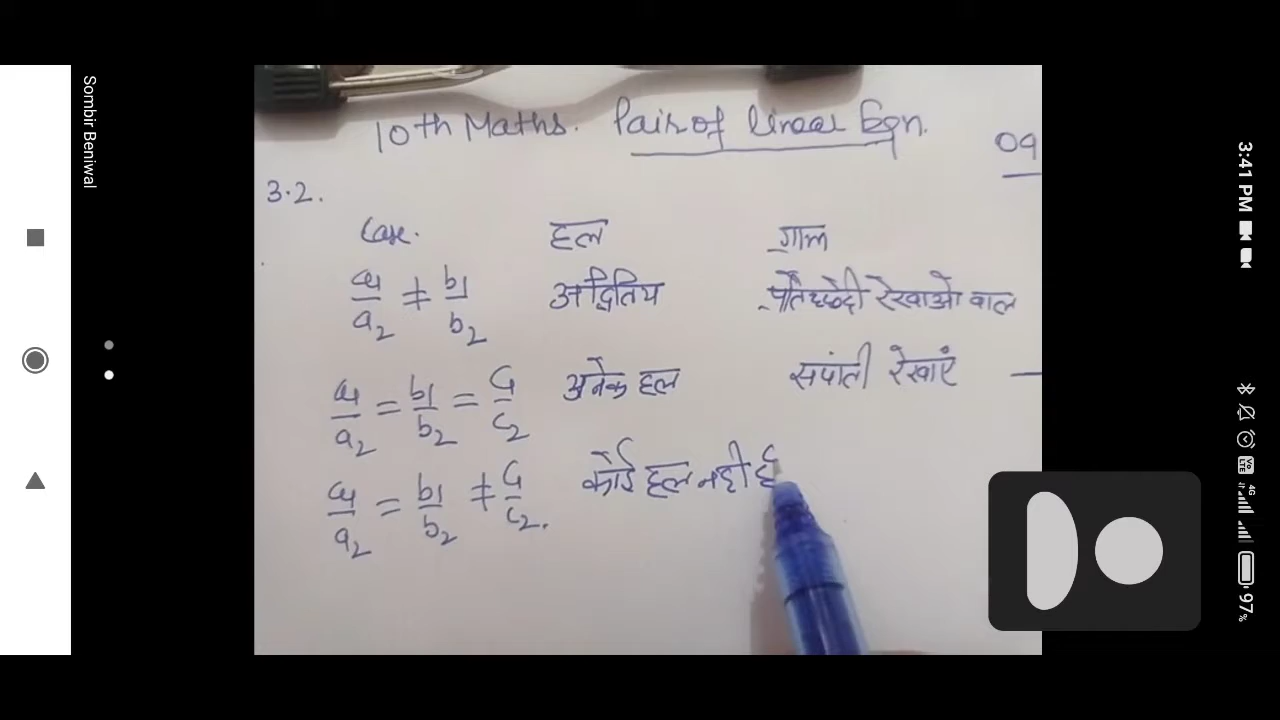 Sombir Beniwal
10th Maths. Pair of linear Eqn.
09
3.2.
Case. हल ग्राफ
a1/a2 ≠ b1/b2 अद्वितिय प्रतिच्छेदी रेखाओ वाल
a1/a2 = b1/b2 = c1/c2 अनेक हल संपाती रेखाएं —
a1/a2 = b1/b2 ≠ c1/c2. कोई हल नही है
3:41 PM
VoLTE 4G
97%